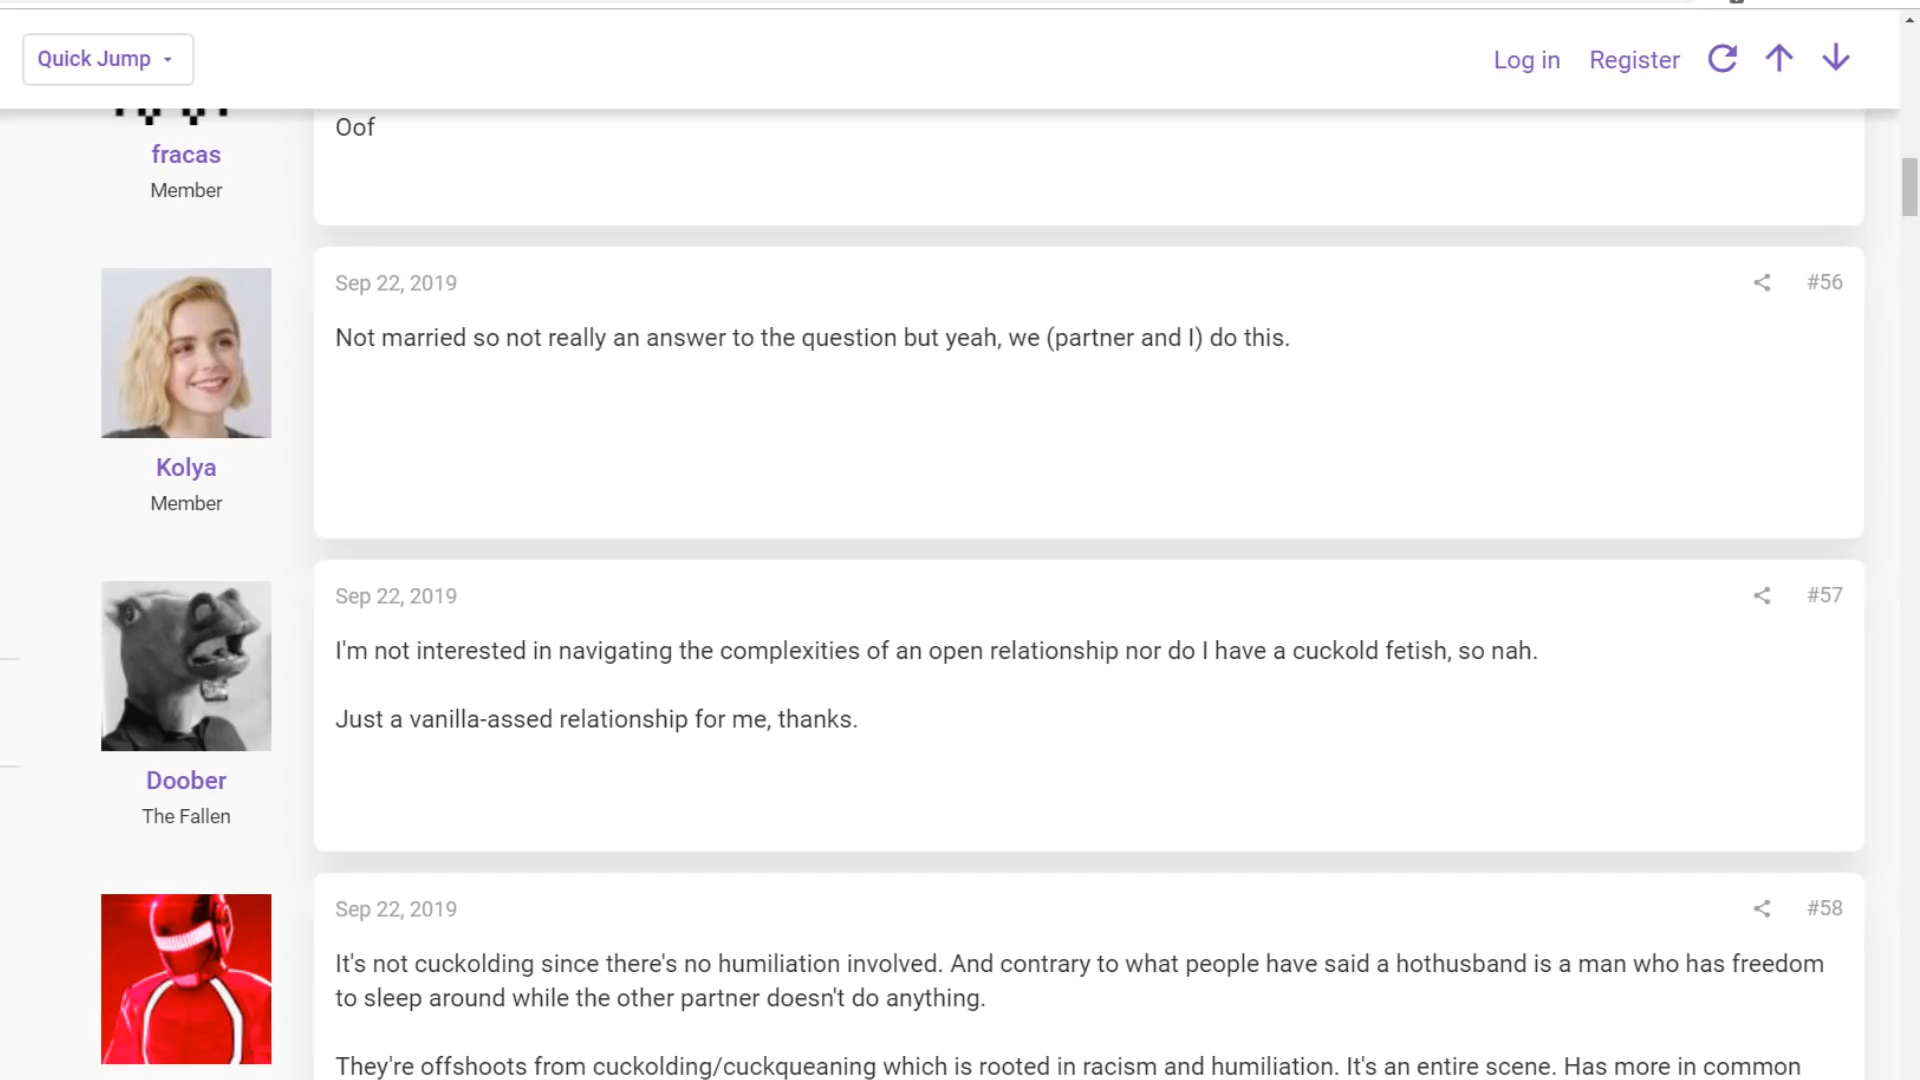 Quick Jump
Log in
Register
Oof
fracas
Member
Sep 22, 2019
#56
Not married so not really an answer to the question but yeah, we (partner and I) do this.
Kolya
Member
Sep 22, 2019
#57
I'm not interested in navigating the complexities of an open relationship nor do I have a cuckold fetish, so nah.
Just a vanilla-assed relationship for me, thanks.
Doober
The Fallen
Sep 22, 2019
#58
It's not cuckolding since there's no humiliation involved. And contrary to what people have said a hothusband is a man who has freedom
to sleep around while the other partner doesn't do anything.
They're offshoots from cuckolding/cuckqueaning which is rooted in racism and humiliation. It's an entire scene. Has more in common